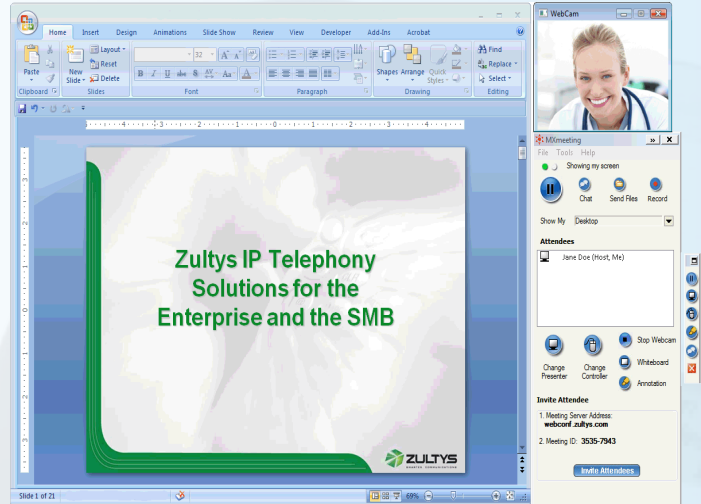 Home Insert Design Animations Slide Show Review View Developer Add-Ins Acrobat
Paste
New
Slide
Layout
Reset
Delete
32
B I U abc S AV Aa A
Shapes Arrange Quick
Styles
Find
Replace
Select
Clipboard Slides Font Paragraph Drawing Editing
Zultys IP Telephony
Solutions for the
Enterprise and the SMB
ZULTYS
Slide 1 of 21
69%
WebCam
MXmeeting
File Tools Help
Showing my screen
Chat Send Files Record
Show My Desktop
Attendees
Jane Doe (Host, Me)
Change
Presenter
Change
Controller
Stop Webcam
Whiteboard
Annotation
Invite Attendee
1. Meeting Server Address:
webconf.zultys.com
2. Meeting ID: 3535-7943
Invite Attendees